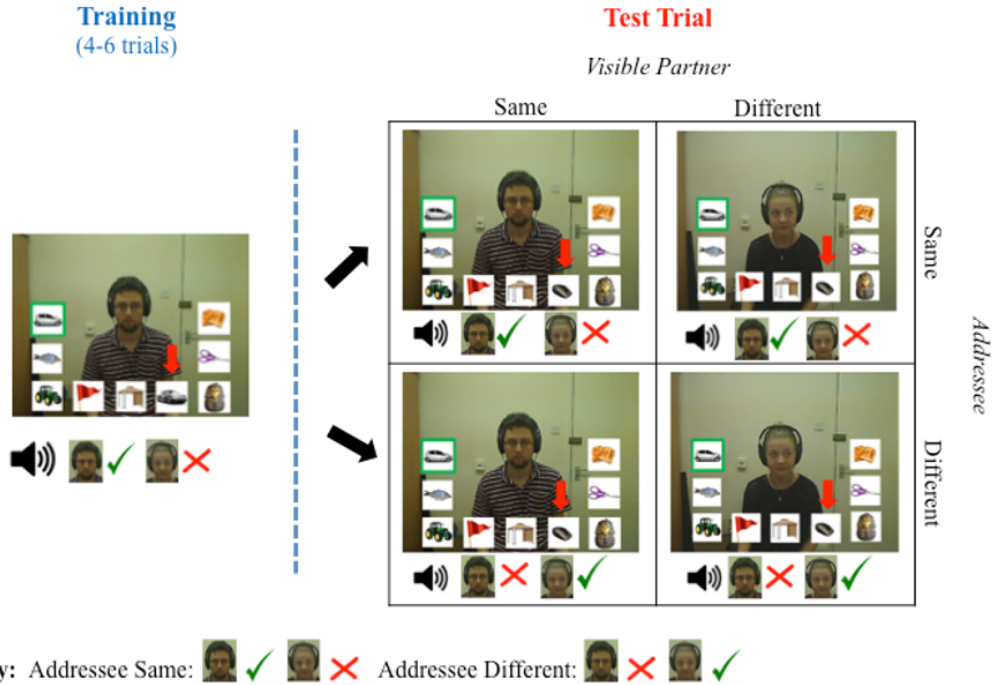 Training
(4-6 trials)
Test Trial
Visible Partner
Same
Different
Same
Addressee
Different
y: Addressee Same:
Addressee Different: